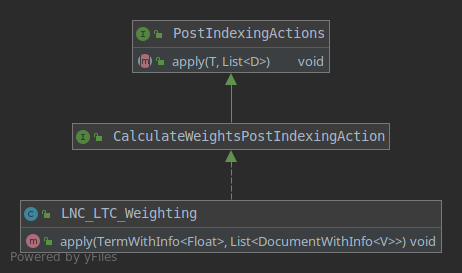 PostIndexingActions
apply(T, List<D>) void
CalculateWeightsPostIndexingAction
LNC_LTC_Weighting
apply(TermWithInfo<Float>, List<DocumentWithInfo<V>>) void
Powered by yFiles